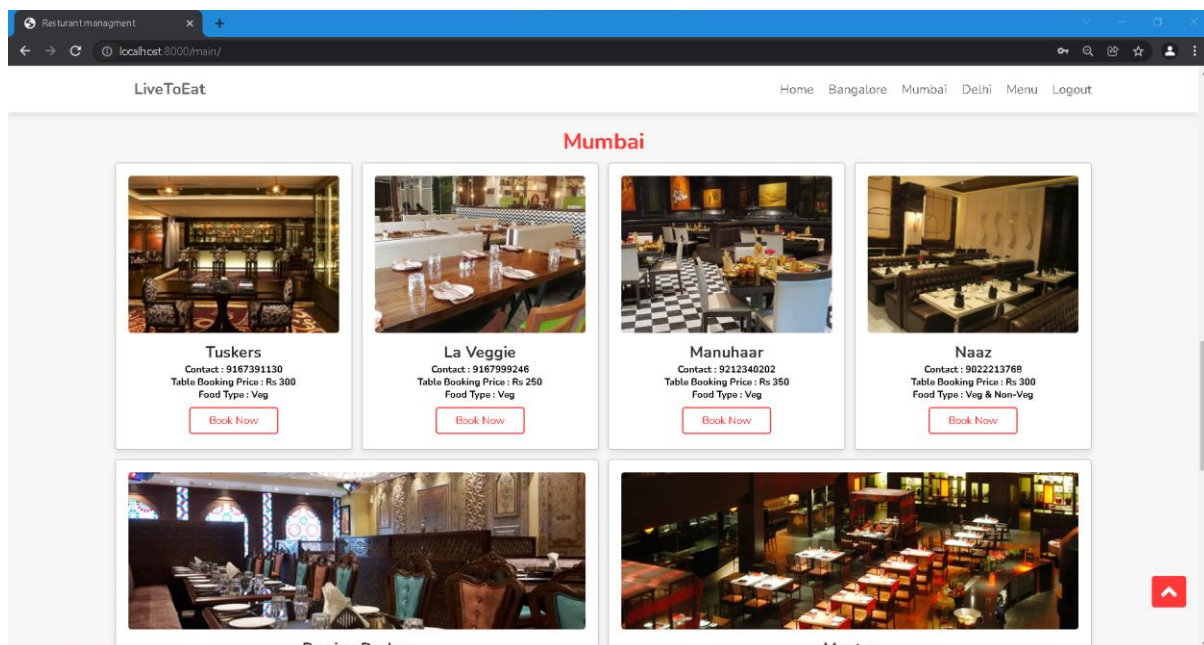 Resturant managment
localhost:8000/main/
LiveToEat
Home Bangalore Mumbai Delhi Menu Logout
Mumbai
Tuskers
Contact : 9167391130
Table Booking Price : Rs 300
Food Type : Veg
Book Now
La Veggie
Contact : 9167999246
Table Booking Price : Rs 250
Food Type : Veg
Book Now
Manuhaar
Contact : 9212340202
Table Booking Price : Rs 350
Food Type : Veg
Book Now
Naaz
Contact : 9022213768
Table Booking Price : Rs 300
Food Type : Veg & Non-Veg
Book Now